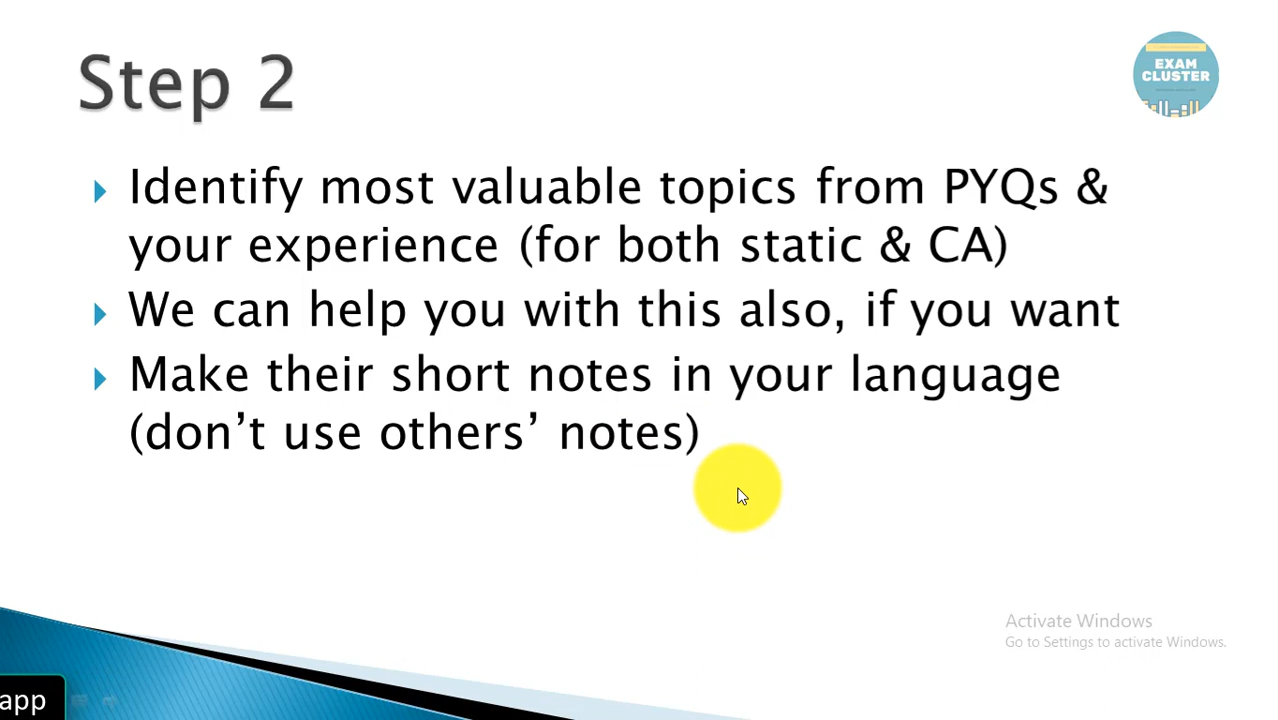 Step 2
EXAM
CLUSTER
Identify most valuable topics from PYQs &
your experience (for both static & CA)
We can help you with this also, if you want
Make their short notes in your language
(don’t use others’ notes)
Activate Windows
Go to Settings to activate Windows.
app